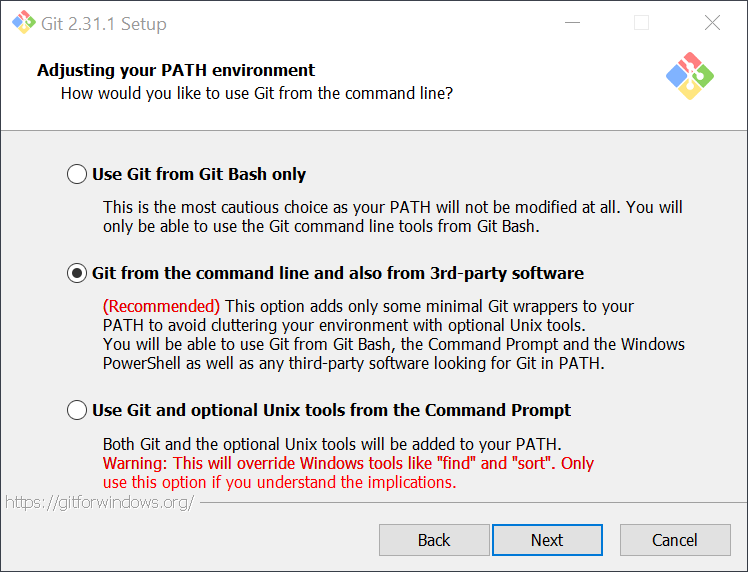 Git 2.31.1 Setup
Adjusting your PATH environment
How would you like to use Git from the command line?
Use Git from Git Bash only
This is the most cautious choice as your PATH will not be modified at all. You will
only be able to use the Git command line tools from Git Bash.
Git from the command line and also from 3rd-party software
(Recommended) This option adds only some minimal Git wrappers to your
PATH to avoid cluttering your environment with optional Unix tools.
You will be able to use Git from Git Bash, the Command Prompt and the Windows
PowerShell as well as any third-party software looking for Git in PATH.
Use Git and optional Unix tools from the Command Prompt
Both Git and the optional Unix tools will be added to your PATH.
Warning: This will override Windows tools like "find" and "sort". Only
use this option if you understand the implications.
https://gitforwindows.org/
Back
Next
Cancel